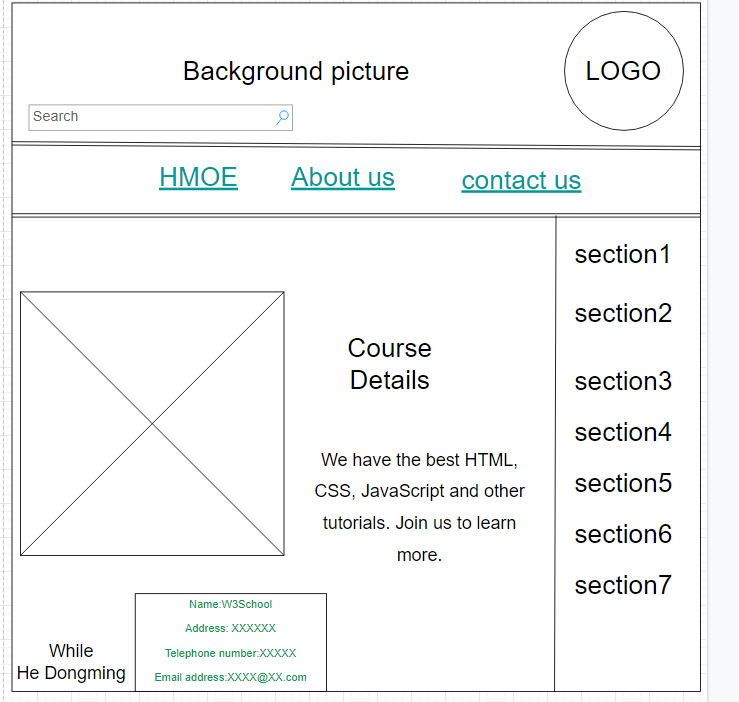 Background picture
LOGO
Search
HMOE
About us
contact us
section1
section2
section3
section4
section5
section6
section7
Course
Details
We have the best HTML,
CSS, JavaScript and other
tutorials. Join us to learn
more.
While
He Dongming
Name:W3School
Address: XXXXXX
Telephone number:XXXXX
Email address:XXXX@XX.com